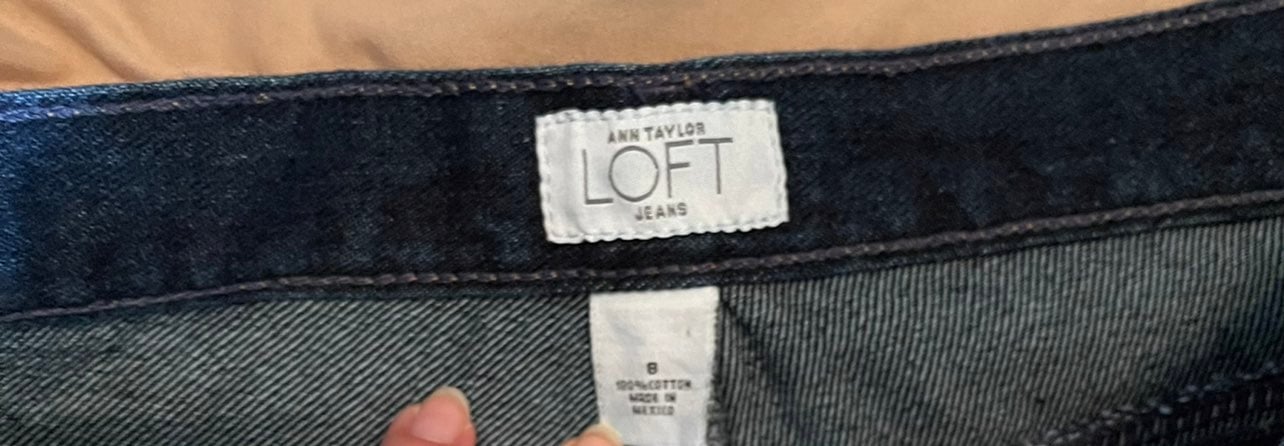 ANN TAYLOR
LOFT
JEANS
8
100% COTTON
MADE IN
MEXICO